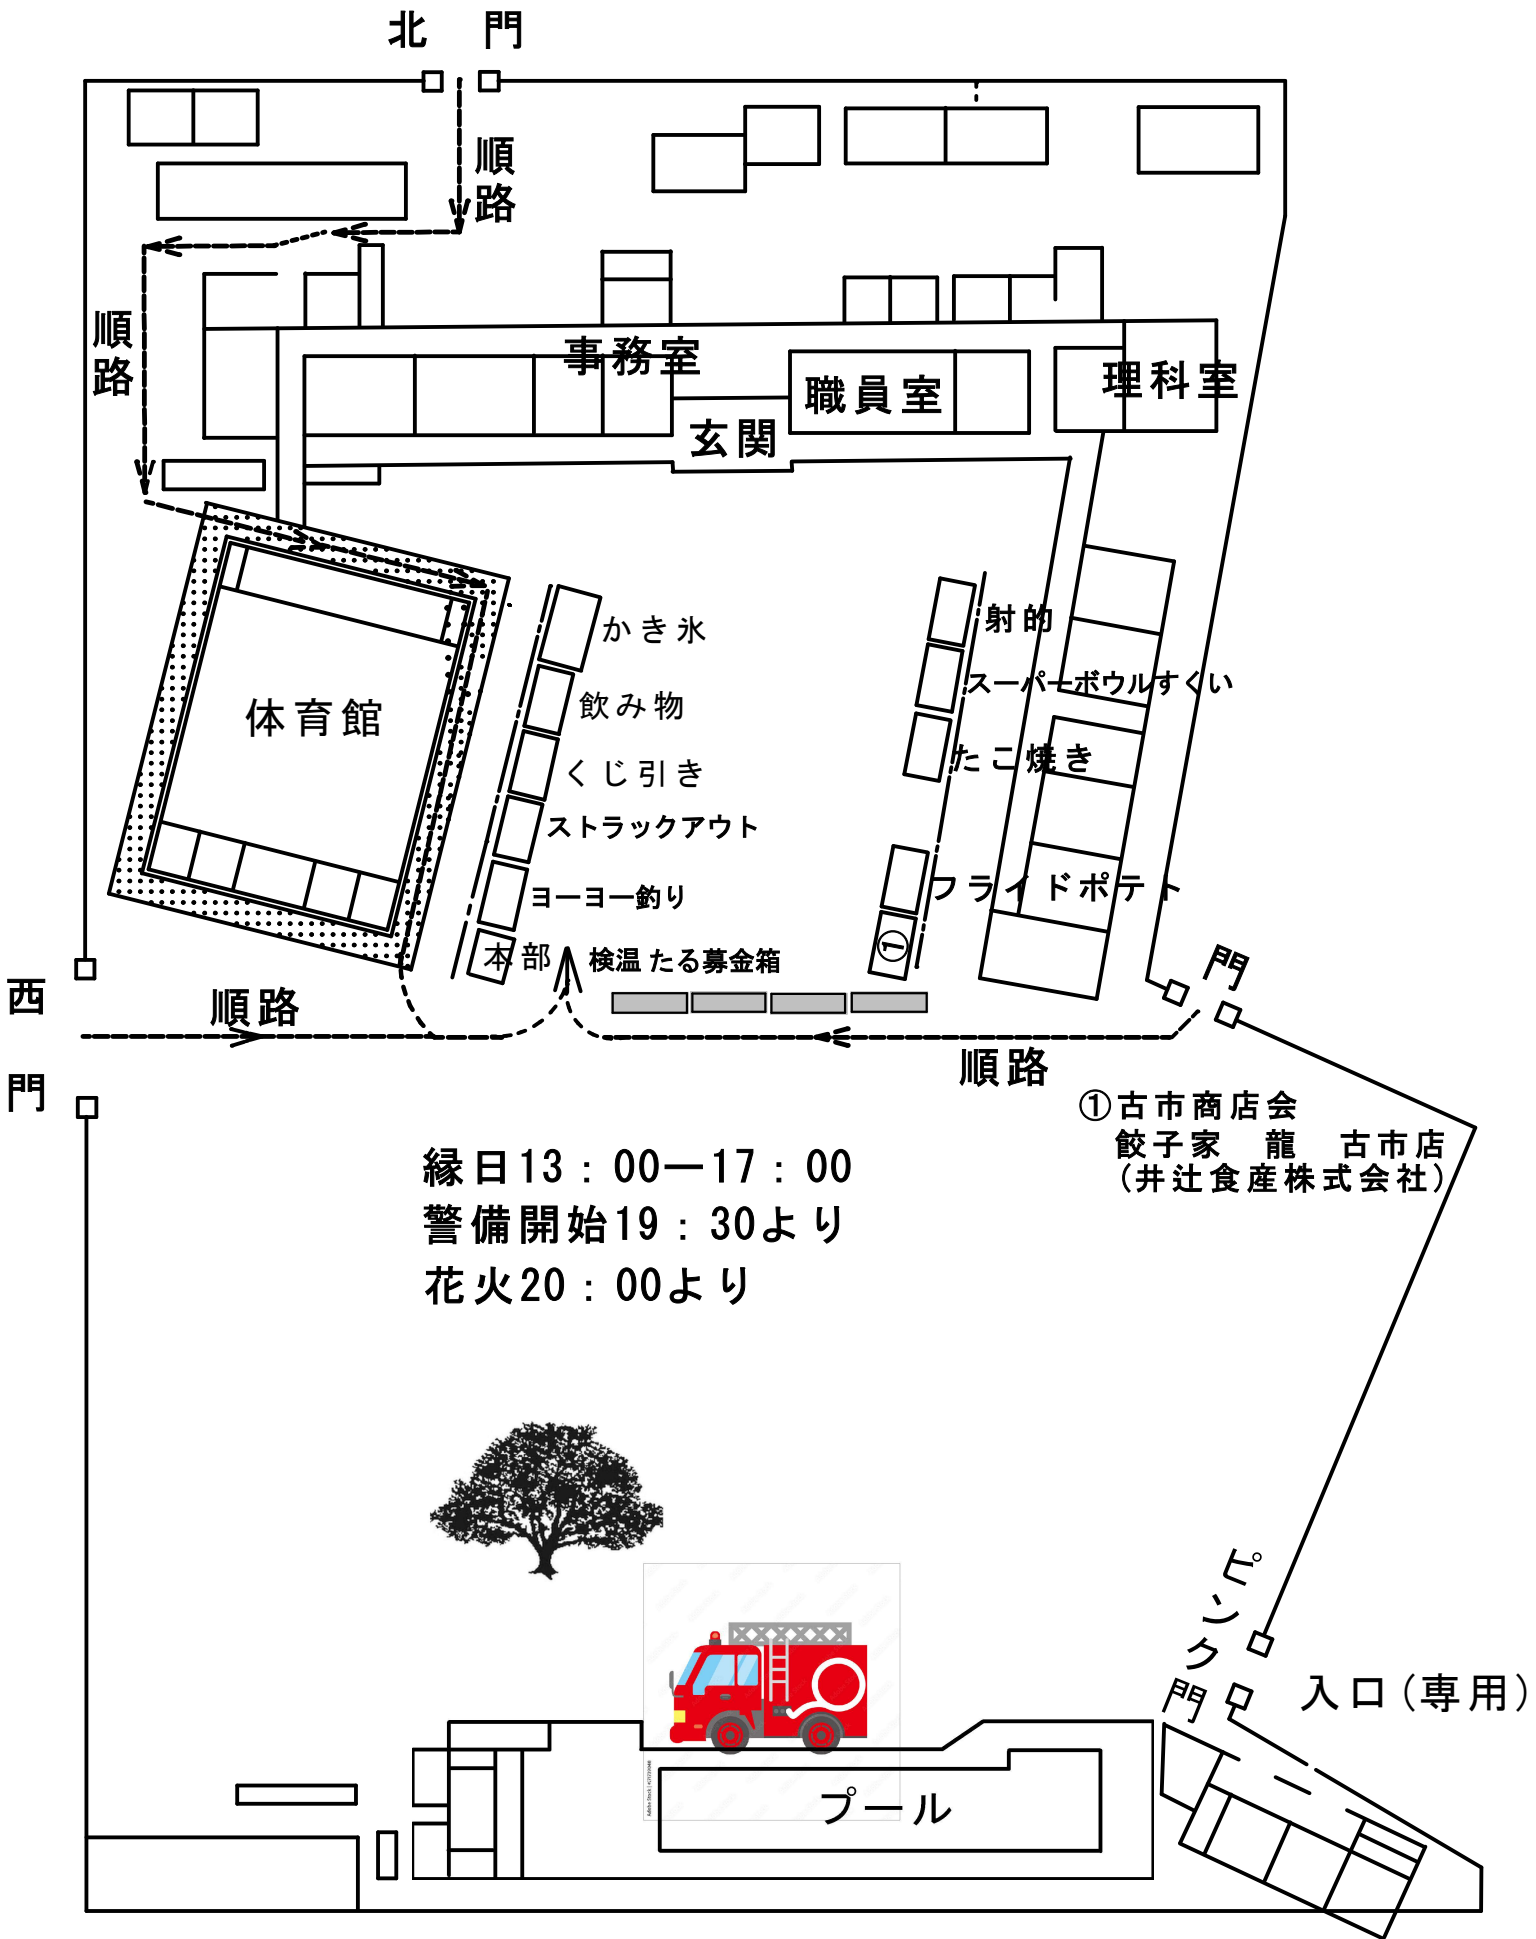 北 門
順路
順路
事務室
職員室
理科室
玄関
体育館
かき氷
飲み物
くじ引き
ストラックアウト
ヨーヨー釣り
本部
検温 たる募金箱
射的
スーパーボウルすくい
たこ焼き
フライドポテト
①
門
西
門
順路
順路
①古市商店会
餃子家 龍 古市店
(井辻食産株式会社)
縁日13:00ー17:00
警備開始19:30より
花火20:00より
ピンク門
入口(専用)
プール